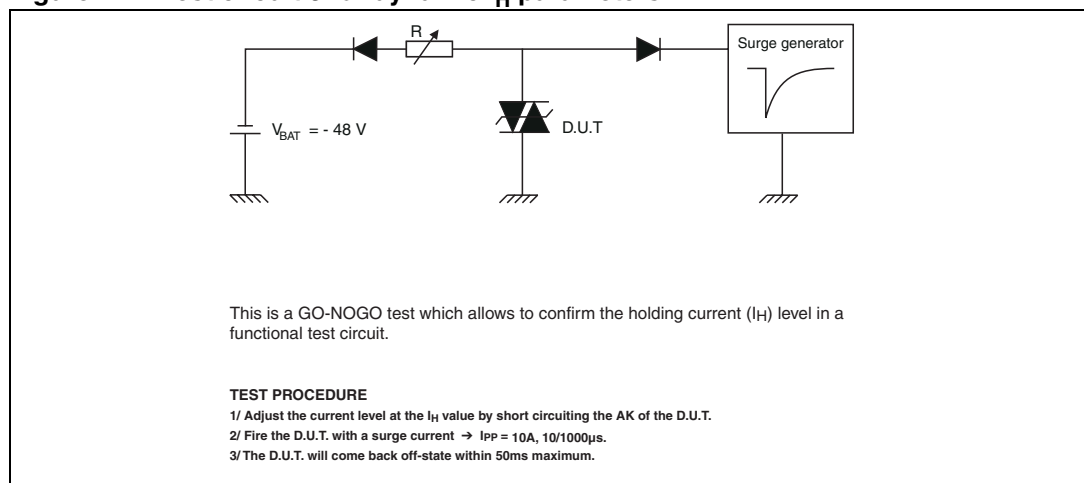 R
Surge generator
V_BAT = - 48 V
D.U.T
This is a GO-NOGO test which allows to confirm the holding current (I_H) level in a
functional test circuit.
TEST PROCEDURE
1/ Adjust the current level at the I_H value by short circuiting the AK of the D.U.T.
2/ Fire the D.U.T. with a surge current → I_PP = 10A, 10/1000µs.
3/ The D.U.T. will come back off-state within 50ms maximum.